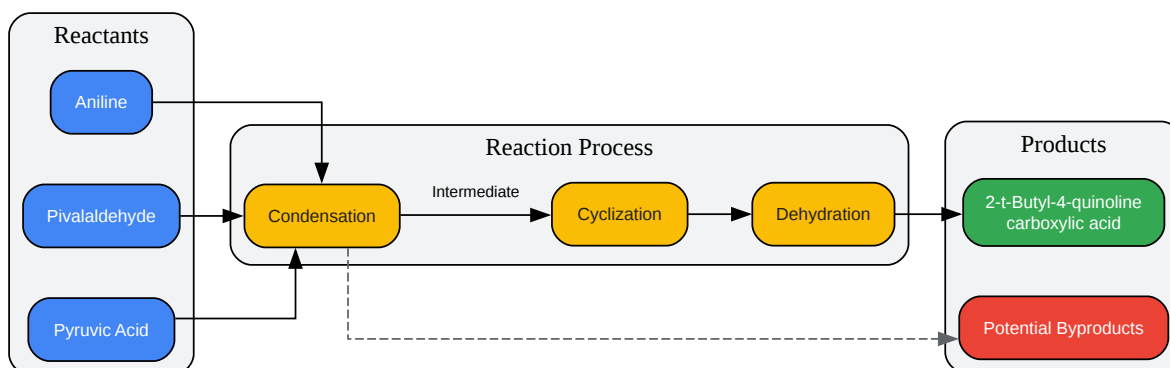 Reactants
Aniline
Pivalaldehyde
Pyruvic Acid
Reaction Process
Condensation
Intermediate
Cyclization
Dehydration
Products
2-t-Butyl-4-quinoline
carboxylic acid
Potential Byproducts